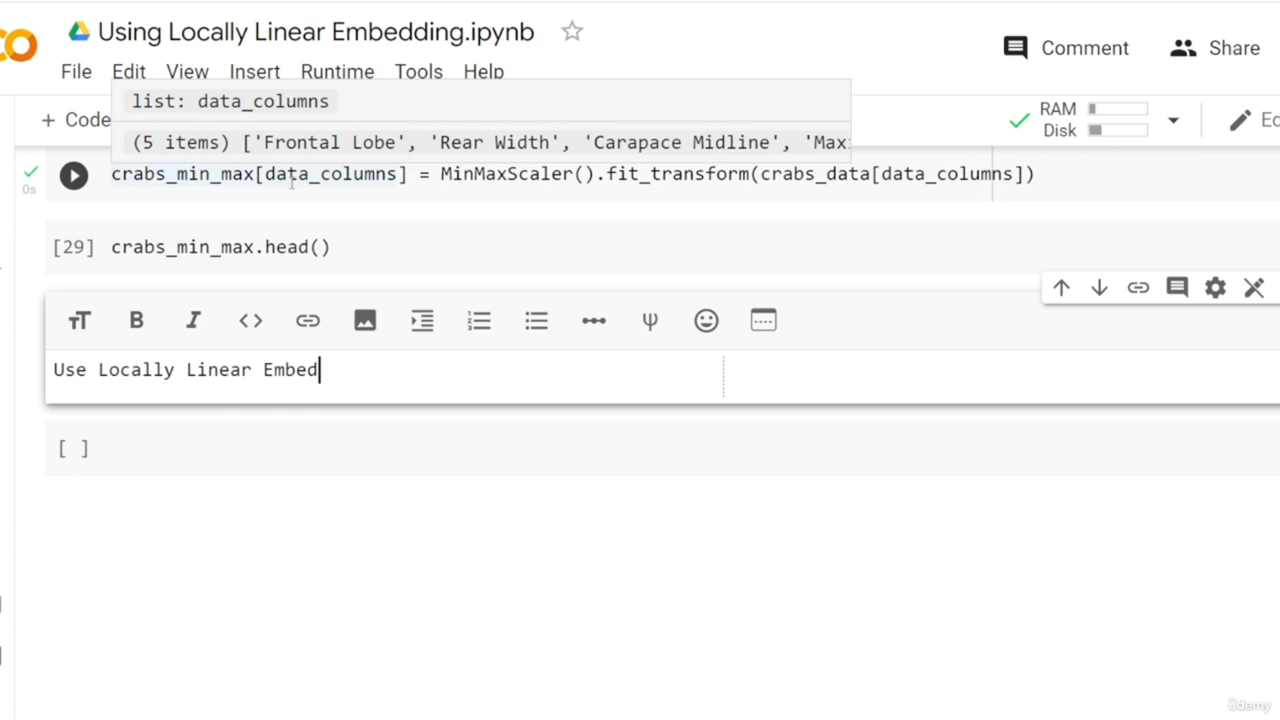 Using Locally Linear Embedding.ipynb
Comment
Share
File Edit View Insert Runtime Tools Help
list: data_columns
+ Code
RAM
Disk
(5 items) ['Frontal Lobe', 'Rear Width', 'Carapace Midline', 'Max
0s
crabs_min_max[data_columns] = MinMaxScaler().fit_transform(crabs_data[data_columns])
[29] crabs_min_max.head()
Use Locally Linear Embed
[ ]
ûdemy